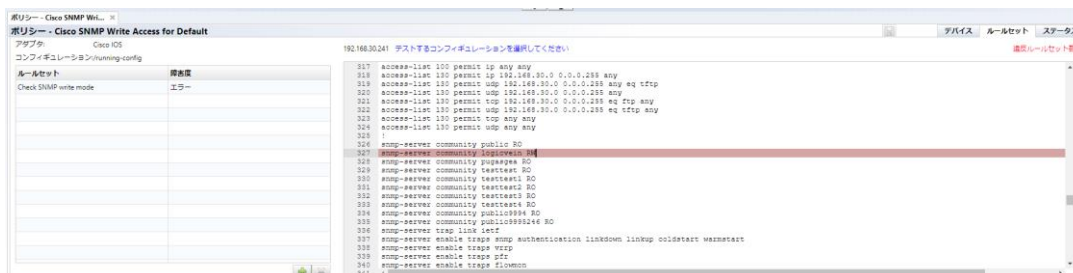 ポリシー - Cisco SNMP Wri...
ポリシー - Cisco SNMP Write Access for Default
デバイス ルールセット ステータス
アダプタ: Cisco IOS
コンフィギュレーション:/running-config
192.168.30.241 テストするコンフィギュレーションを選択してください
違反ルールセット数
ルールセット 障害度
Check SNMP write mode エラー
317 access-list 100 permit ip any any
318 access-list 130 permit ip 192.168.30.0 0.0.0.255 any
319 access-list 130 permit udp 192.168.30.0 0.0.0.255 any eq tftp
320 access-list 130 permit udp 192.168.30.0 0.0.0.255 any
321 access-list 130 permit tcp 192.168.30.0 0.0.0.255 eq ftp any
322 access-list 130 permit udp 192.168.30.0 0.0.0.255 eq tftp any
323 access-list 130 permit tcp any any
324 access-list 130 permit udp any any
325 !
326 snmp-server community public RO
327 snmp-server community logicvein RW
328 snmp-server community pugasgea RO
329 snmp-server community testtest RO
330 snmp-server community testtest1 RO
331 snmp-server community testtest2 RO
332 snmp-server community testtest3 RO
333 snmp-server community testtest4 RO
334 snmp-server community public9994 RO
335 snmp-server community public9995246 RO
336 snmp-server trap link ietf
337 snmp-server enable traps snmp authentication linkdown linkup coldstart warmstart
338 snmp-server enable traps vrrp
339 snmp-server enable traps pfr
340 snmp-server enable traps flowmon